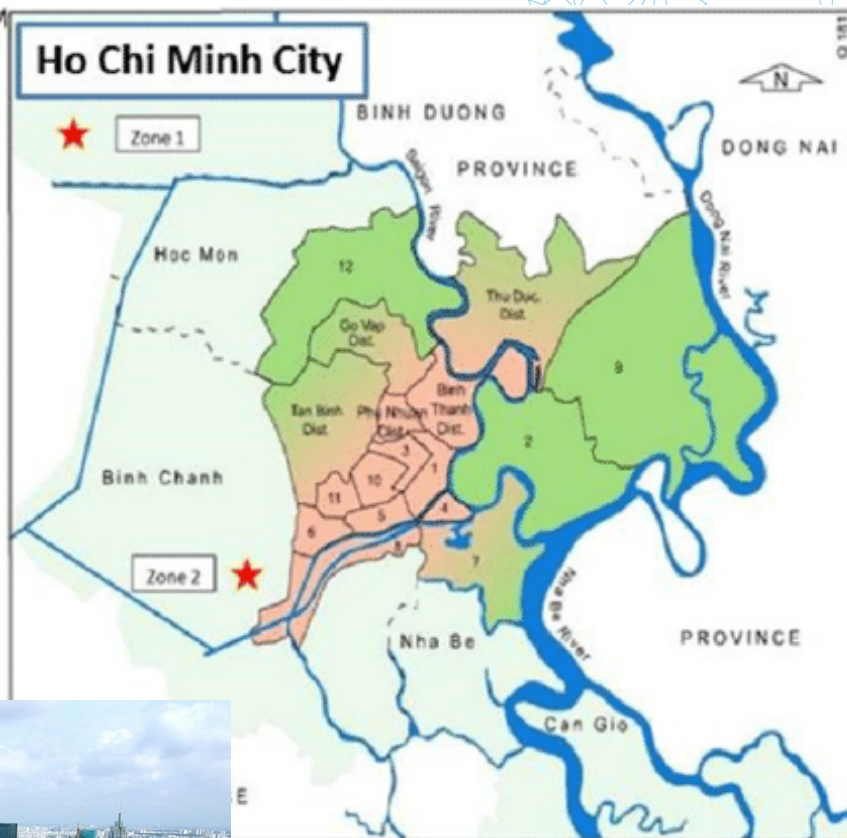 Ho Chi Minh City
N
BINH DUONG
PROVINCE
DONG NAI
Zone 1
Saigon River
Dong Nai River
Hoc Mon
12
Thu Duc.
Dist.
Go Vap
Dist.
9
Tan Binh
Dist.
Phu Nhuan
Dist.
Binh
Thanh
Dist.
2
3
1
10
11
Binh Chanh
5
4
6
8
7
Zone 2
Nha Be River
Nha Be
PROVINCE
Can Gio
E